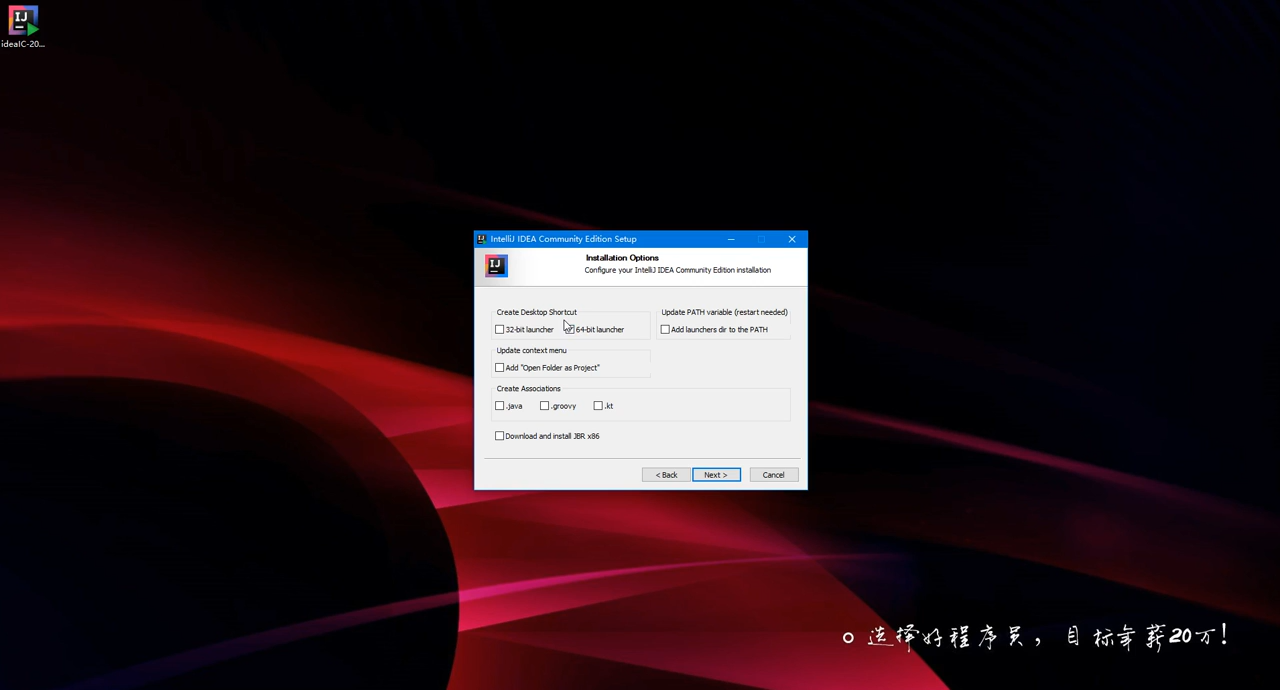 IJ
ideaIC-20...
IntelliJ IDEA Community Edition Setup
IJ
Installation Options
Configure your IntelliJ IDEA Community Edition installation
Create Desktop Shortcut
Update PATH variable (restart needed)
32-bit launcher
64-bit launcher
Add launchers dir to the PATH
Update context menu
Add "Open Folder as Project"
Create Associations
.java
.groovy
.kt
Download and install JBR x86
< Back
Next >
Cancel
选择好程序员，目标年薪20万！